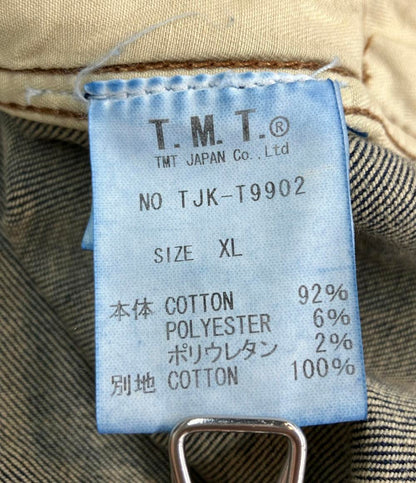 T.M.T.®
TMT JAPAN Co.,Ltd
NO TJK-T9902
SIZE XL
本体 COTTON 92%
POLYESTER 6%
ポリウレタン 2%
別地 COTTON 100%